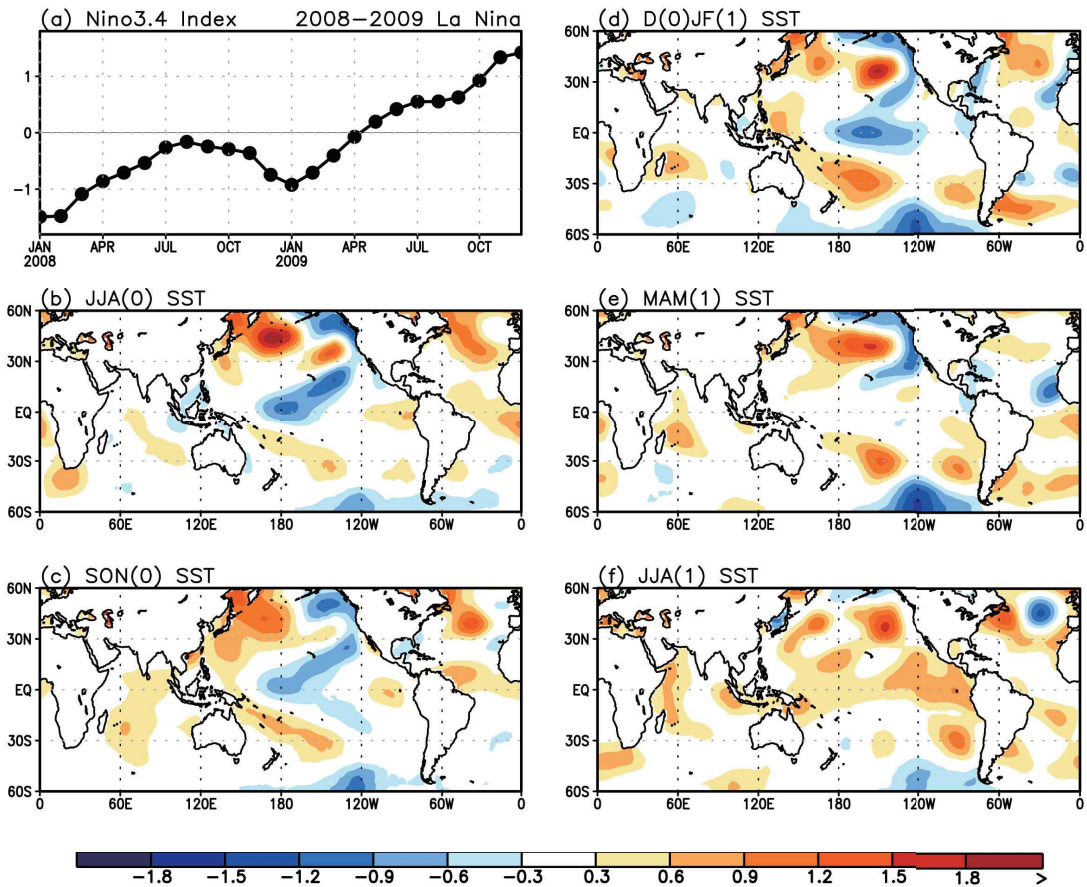 (a) Nino3.4 Index 2008−2009 La Nina
1
0
−1
JAN APR JUL OCT JAN APR JUL OCT
2008 2009
(b) JJA(0) SST
60N
30N
EQ
30S
60S
0 60E 120E 180 120W 60W 0
(c) SON(0) SST
60N
30N
EQ
30S
60S
0 60E 120E 180 120W 60W 0
(d) D(0)JF(1) SST
60N
30N
EQ
30S
60S
0 60E 120E 180 120W 60W 0
(e) MAM(1) SST
60N
30N
EQ
30S
60S
0 60E 120E 180 120W 60W 0
(f) JJA(1) SST
60N
30N
EQ
30S
60S
0 60E 120E 180 120W 60W 0
−1.8 −1.5 −1.2 −0.9 −0.6 −0.3 0.3 0.6 0.9 1.2 1.5 1.8 >